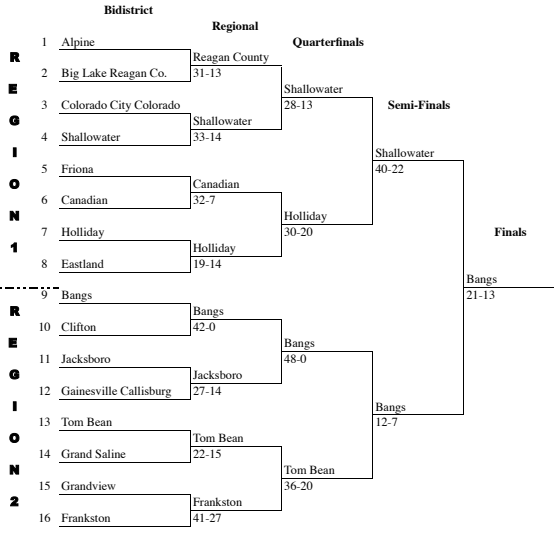 Bidistrict
Regional
Quarterfinals
Semi-Finals
Finals
REGION 1
1 Alpine
Reagan County
31-13
2 Big Lake Reagan Co.
Shallowater
28-13
3 Colorado City Colorado
Shallowater
33-14
4 Shallowater
Shallowater
40-22
5 Friona
Canadian
32-7
6 Canadian
Holliday
30-20
7 Holliday
Holliday
19-14
8 Eastland
Bangs
21-13
REGION 2
9 Bangs
Bangs
42-0
10 Clifton
Bangs
48-0
11 Jacksboro
Jacksboro
27-14
12 Gainesville Callisburg
Bangs
12-7
13 Tom Bean
Tom Bean
22-15
14 Grand Saline
Tom Bean
36-20
15 Grandview
Frankston
41-27
16 Frankston